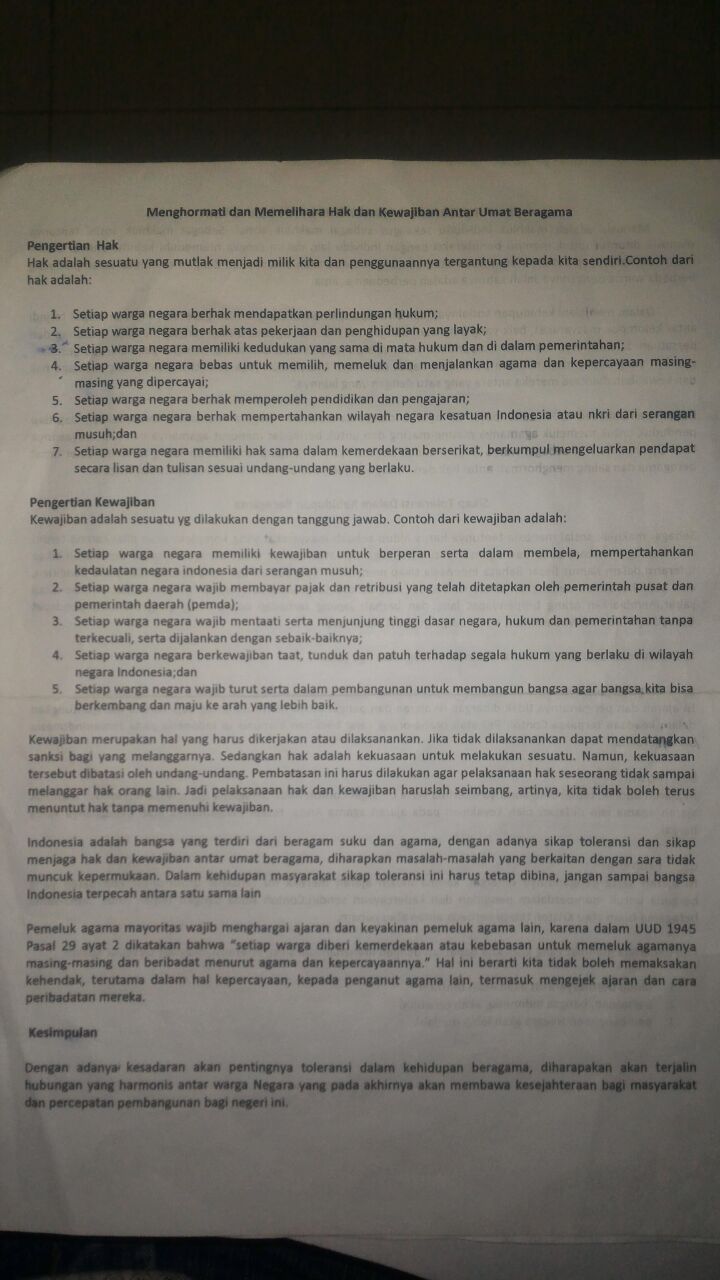 Menghormati dan Memelihara Hak dan Kewajiban Antar Umat Beragama
Pengertian Hak
Hak adalah sesuatu yang mutlak menjadi milik kita dan penggunaannya tergantung kepada kita sendiri.Contoh dari
hak adalah:
1. Setiap warga negara berhak mendapatkan perlindungan hukum;
2. Setiap warga negara berhak atas pekerjaan dan penghidupan yang layak;
3. Setiap warga negara memiliki kedudukan yang sama di mata hukum dan di dalam pemerintahan;
4. Setiap warga negara bebas untuk memilih, memeluk dan menjalankan agama dan kepercayaan masing-
masing yang dipercayai;
5. Setiap warga negara berhak memperoleh pendidikan dan pengajaran;
6. Setiap warga negara berhak mempertahankan wilayah negara kesatuan Indonesia atau nkri dari serangan
musuh;dan
7. Setiap warga negara memiliki hak sama dalam kemerdekaan berserikat, berkumpul mengeluarkan pendapat
secara lisan dan tulisan sesuai undang-undang yang berlaku.
Pengertian Kewajiban
Kewajiban adalah sesuatu yg dilakukan dengan tanggung jawab. Contoh dari kewajiban adalah:
1. Setiap warga negara memiliki kewajiban untuk berperan serta dalam membela, mempertahankan
kedaulatan negara indonesia dari serangan musuh;
2. Setiap warga negara wajib membayar pajak dan retribusi yang telah ditetapkan oleh pemerintah pusat dan
pemerintah daerah (pemda);
3. Setiap warga negara wajib mentaati serta menjunjung tinggi dasar negara, hukum dan pemerintahan tanpa
terkecuali, serta dijalankan dengan sebaik-baiknya;
4. Setiap warga negara berkewajiban taat, tunduk dan patuh terhadap segala hukum yang berlaku di wilayah
negara Indonesia;dan
5. Setiap warga negara wajib turut serta dalam pembangunan untuk membangun bangsa agar bangsa kita bisa
berkembang dan maju ke arah yang lebih baik.
Kewajiban merupakan hal yang harus dikerjakan atau dilaksanankan. Jika tidak dilaksanankan dapat mendatangkan
sanksi bagi yang melanggarnya. Sedangkan hak adalah kekuasaan untuk melakukan sesuatu. Namun, kekuasaan
tersebut dibatasi oleh undang-undang. Pembatasan ini harus dilakukan agar pelaksanaan hak seseorang tidak sampai
melanggar hak orang lain. Jadi pelaksanaan hak dan kewajiban haruslah seimbang, artinya, kita tidak boleh terus
menuntut hak tanpa memenuhi kewajiban.
Indonesia adalah bangsa yang terdiri dari beragam suku dan agama, dengan adanya sikap toleransi dan sikap
menjaga hak dan kewajiban antar umat beragama, diharapkan masalah-masalah yang berkaitan dengan sara tidak
muncuk kepermukaan. Dalam kehidupan masyarakat sikap toleransi ini harus tetap dibina, jangan sampai bangsa
Indonesia terpecah antara satu sama lain
Pemeluk agama mayoritas wajib menghargai ajaran dan keyakinan pemeluk agama lain, karena dalam UUD 1945
Pasal 29 ayat 2 dikatakan bahwa "setiap warga diberi kemerdekaan atau kebebasan untuk memeluk agamanya
masing-masing dan beribadat menurut agama dan kepercayaannya." Hal ini berarti kita tidak boleh memaksakan
kehendak, terutama dalam hal kepercayaan, kepada penganut agama lain, termasuk mengejek ajaran dan cara
peribadatan mereka.
Kesimpulan
Dengan adanya kesadaran akan pentingnya toleransi dalam kehidupan beragama, diharapakan akan terjalin
hubungan yang harmonis antar warga Negara yang pada akhirnya akan membawa kesejahteraan bagi masyarakat
dan percepatan pembangunan bagi negeri ini.